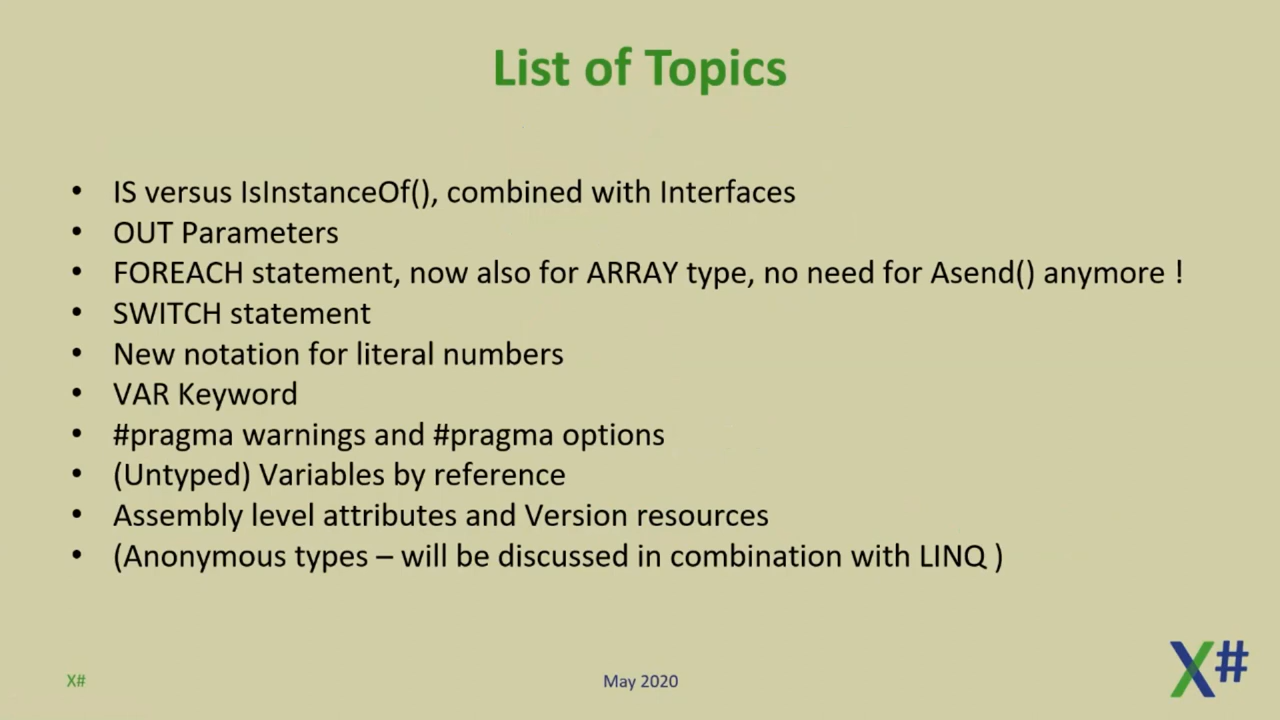 List of Topics
• IS versus IsInstanceOf(), combined with Interfaces
• OUT Parameters
• FOREACH statement, now also for ARRAY type, no need for Asend() anymore !
• SWITCH statement
• New notation for literal numbers
• VAR Keyword
• #pragma warnings and #pragma options
• (Untyped) Variables by reference
• Assembly level attributes and Version resources
• (Anonymous types – will be discussed in combination with LINQ )
X#
May 2020
X#